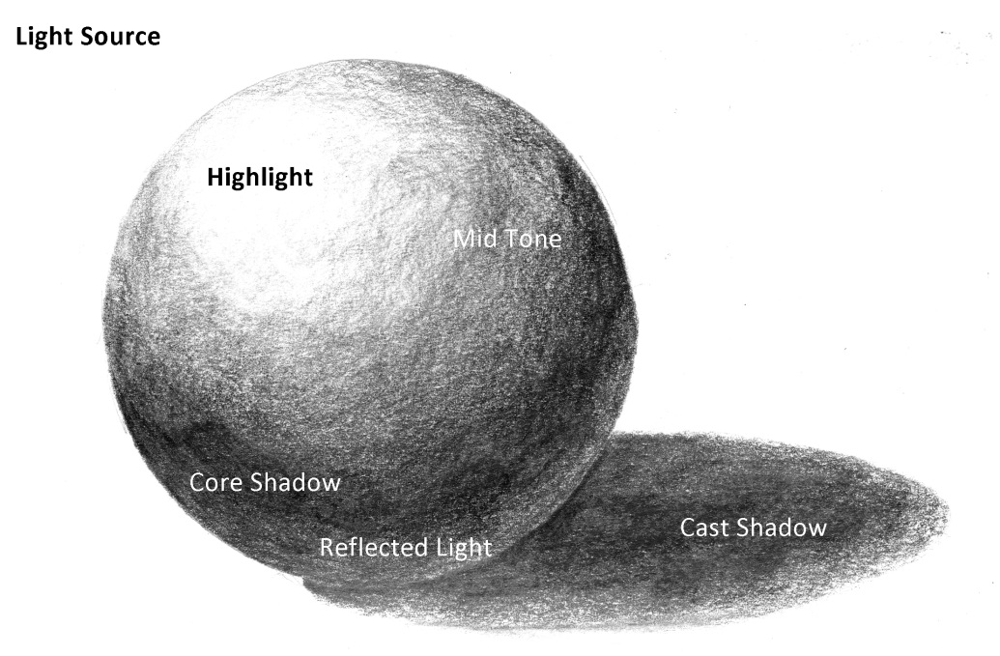 Light Source
Highlight
Mid Tone
Core Shadow
Cast Shadow
Reflected Light